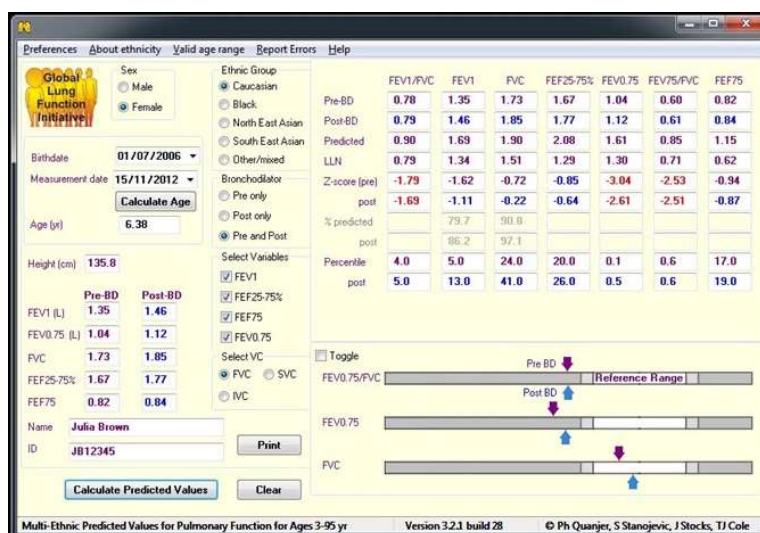 Preferences About ethnicity Valid age range Report Errors Help
Global
Lung
Function
Initiative
Sex
Male
Female
Birthdate 01/07/2006
Measurement date 15/11/2012
Calculate Age
Age (yr) 6.38
Height (cm) 135.8
Pre-BD Post-BD
FEV1 (L) 1.35 1.46
FEV0.75 (L) 1.04 1.12
FVC 1.73 1.85
FEF25-75% 1.67 1.77
FEF75 0.82 0.84
Name Julia Brown
ID JB12345
Calculate Predicted Values
Ethnic Group
Caucasian
Black
North East Asian
South East Asian
Other/mixed
Bronchodilator
Pre only
Post only
Pre and Post
Select Variables
FEV1
FEF25-75%
FEF75
FEV0.75
Select VC
FVC SVC
IVC
Print
Clear
FEV1/FVC FEV1 FVC FEF25-75% FEV0.75 FEV75/FVC FEF75
Pre-BD 0.78 1.35 1.73 1.67 1.04 0.60 0.82
Post-BD 0.79 1.46 1.85 1.77 1.12 0.61 0.84
Predicted 0.90 1.69 1.90 2.08 1.61 0.85 1.15
LLN 0.79 1.34 1.51 1.29 1.30 0.71 0.62
Z-score (pre) -1.79 -1.62 -0.72 -0.85 -3.04 -2.53 -0.94
post -1.69 -1.11 -0.22 -0.64 -2.61 -2.51 -0.87
% predicted 79.7 90.8
post 86.2 97.1
Percentile 4.0 5.0 24.0 20.0 0.1 0.6 17.0
post 5.0 13.0 41.0 26.0 0.5 0.6 19.0
Toggle
Pre BD
FEV0.75/FVC Reference Range
Post BD
FEV0.75
FVC
Multi-Ethnic Predicted Values for Pulmonary Function for Ages 3-95 yr Version 3.2.1 build 28 © Ph Quanjer, S Stanojevic, J Stocks, TJ Cole